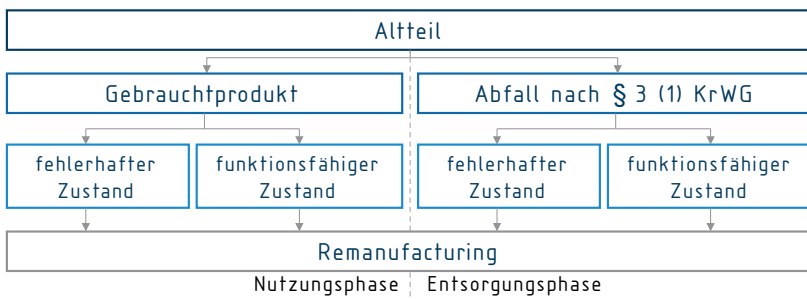 Altteil
Gebrauchtprodukt
Abfall nach § 3 (1) KrWG
fehlerhafter
Zustand
funktionsfähiger
Zustand
fehlerhafter
Zustand
funktionsfähiger
Zustand
Remanufacturing
Nutzungsphase
Entsorgungsphase